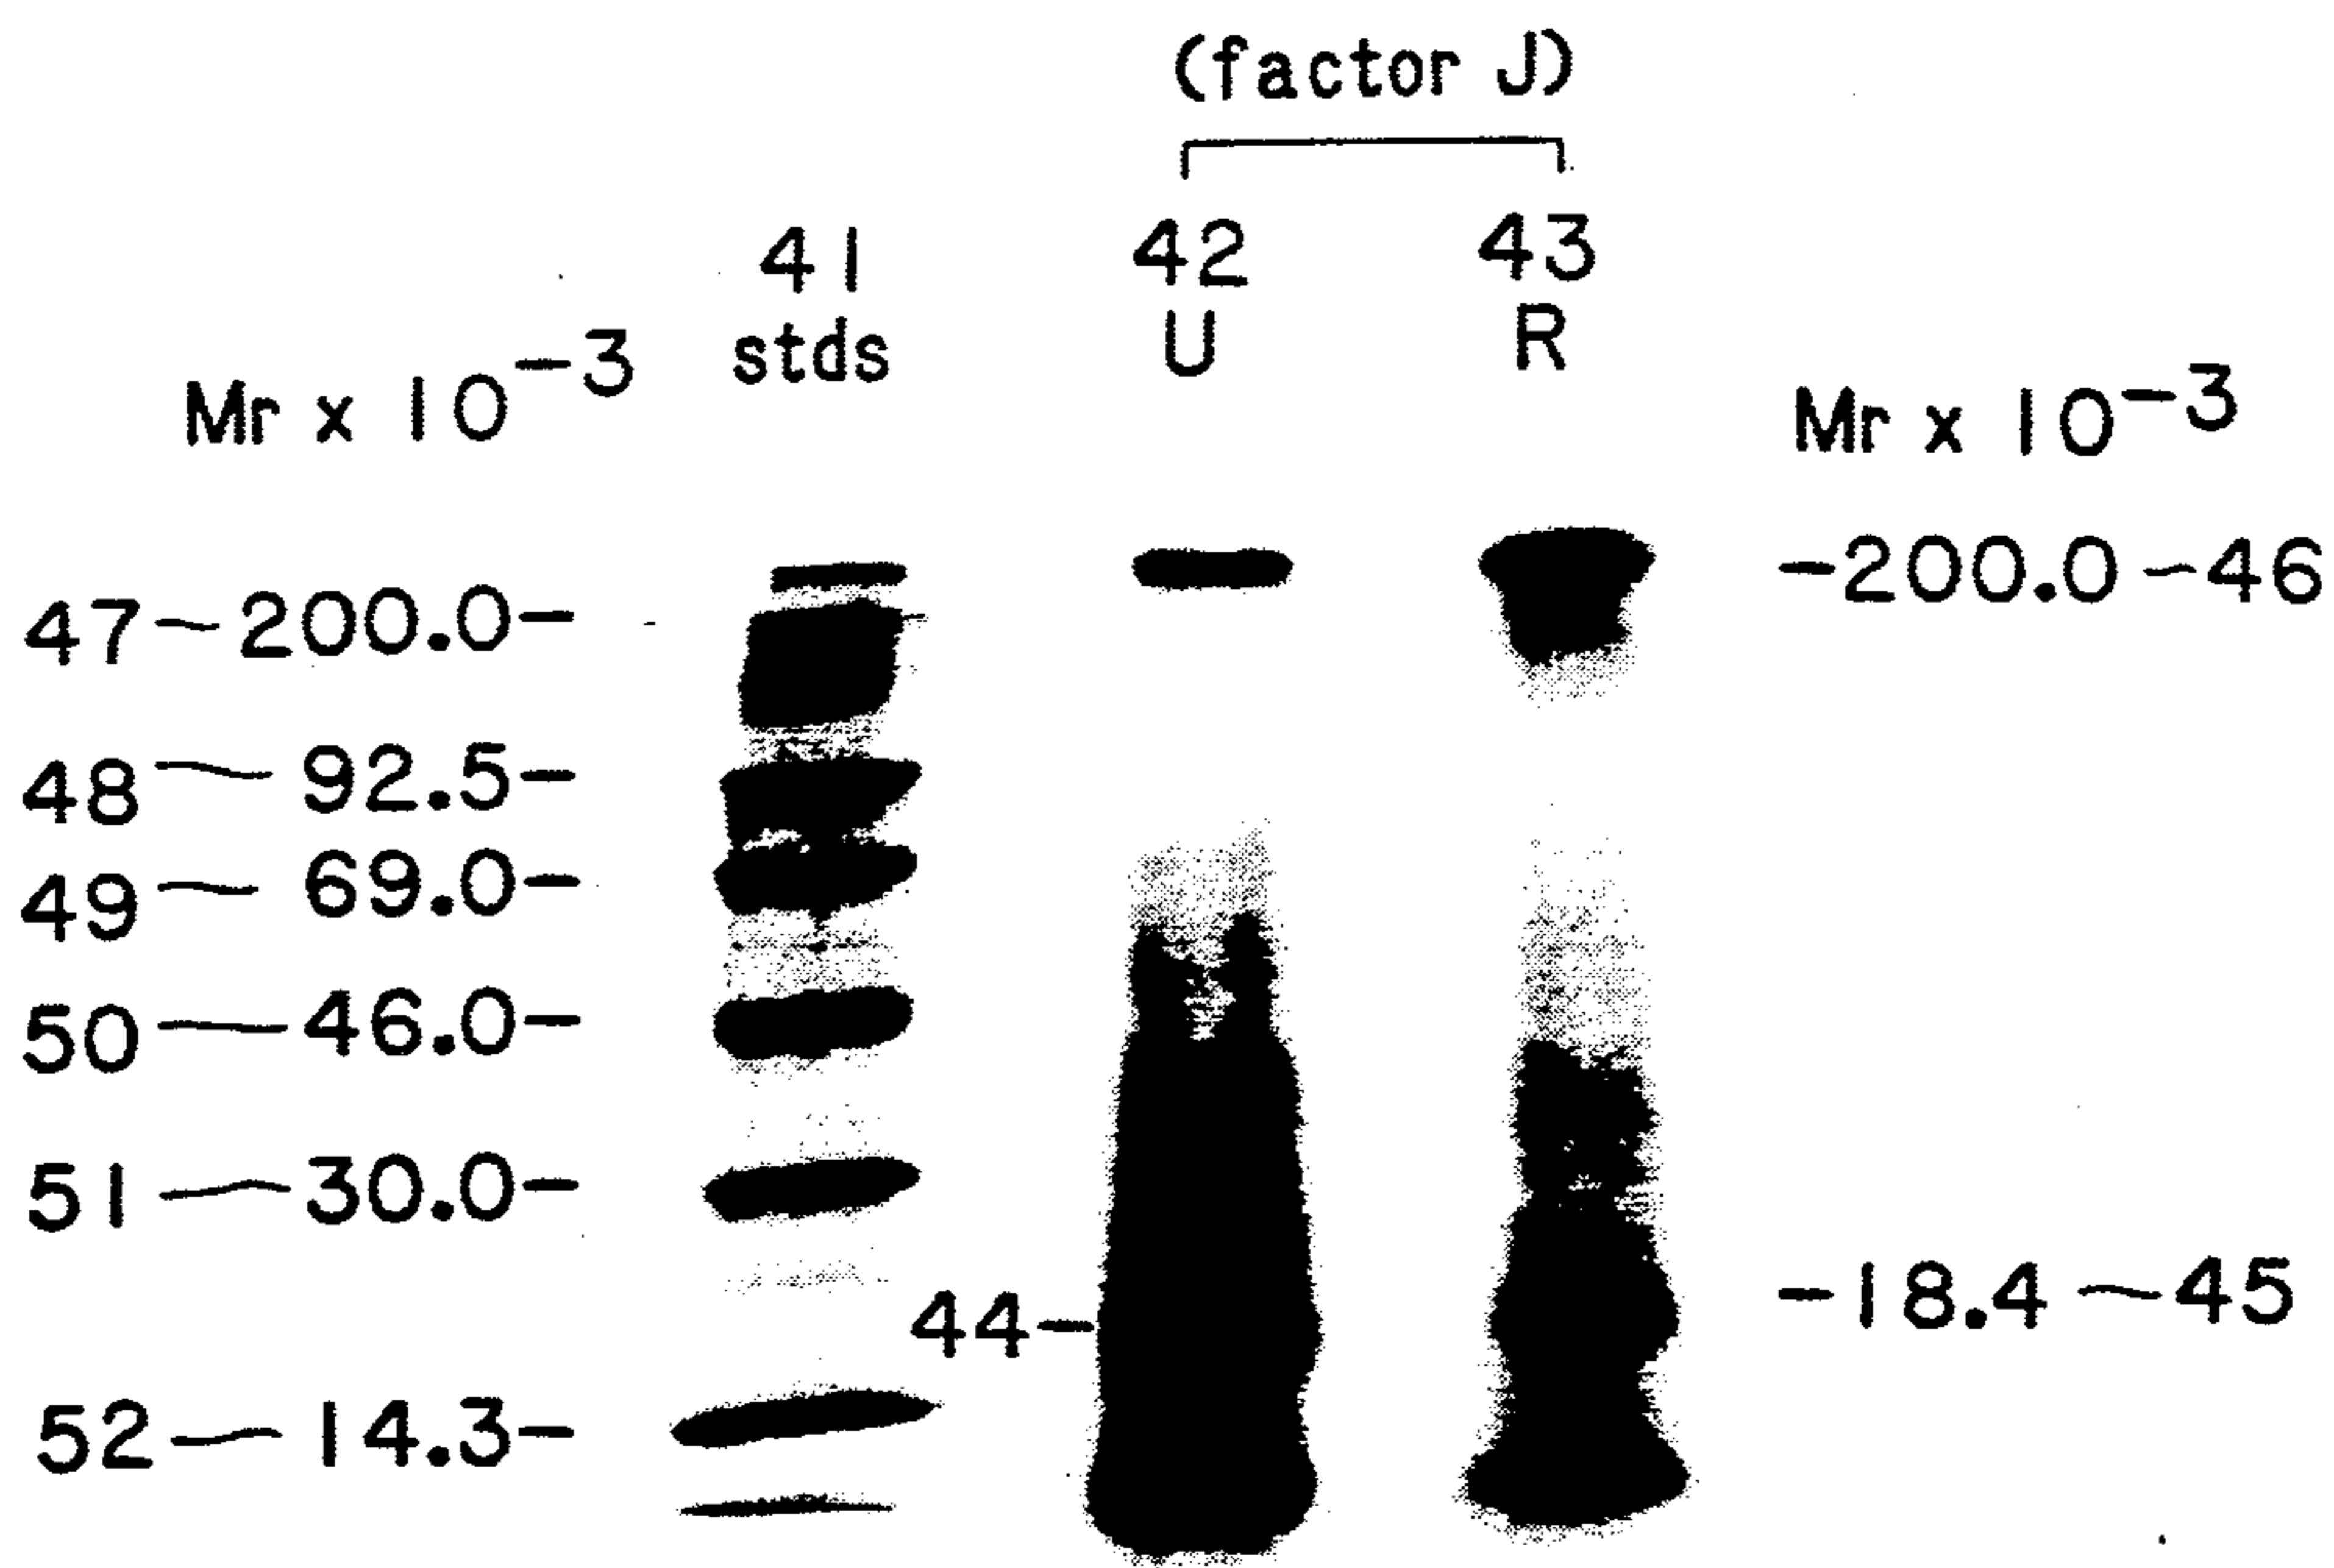 (factor J)
41 42 43
stds U R
Mr x 10⁻³ Mr x 10⁻³
47~200.0- -200.0~46
48~92.5-
49~69.0-
50—46.0-
51~30.0-
44- -18.4~45
52~14.3-